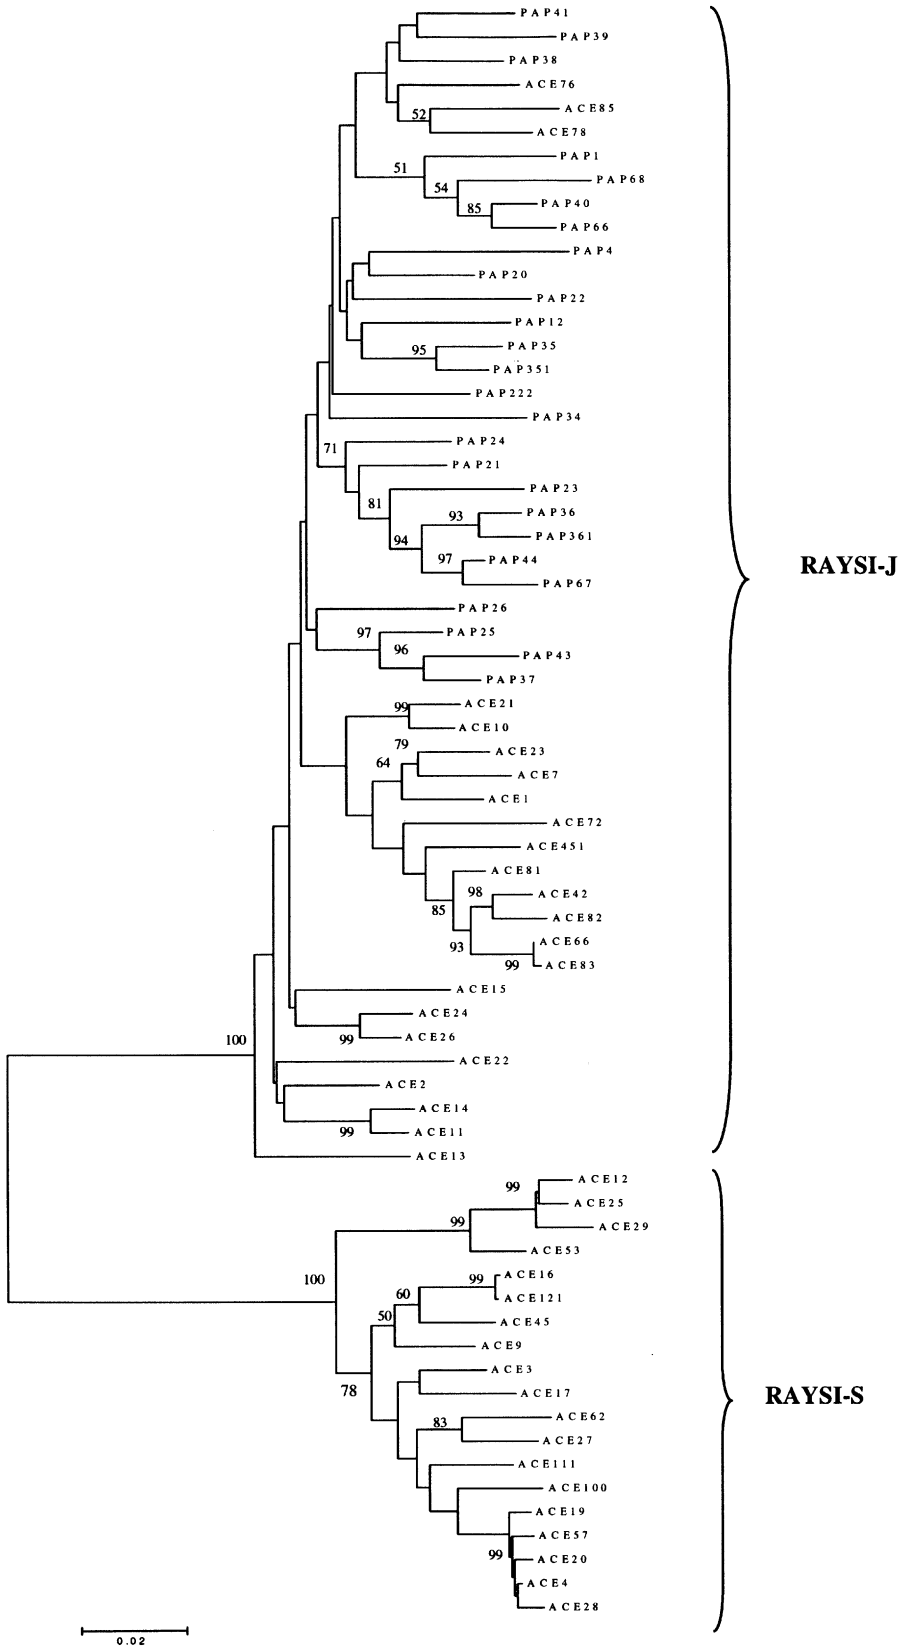 PAP41
PAP39
PAP38
ACE76
ACE85
52
ACE78
PAP1
51
PAP68
54
PAP40
85
PAP66
PAP4
PAP20
PAP22
PAP12
PAP35
95
PAP351
PAP222
PAP34
PAP24
71
PAP21
PAP23
81
PAP36
93
PAP361
94
PAP44
97
PAP67
RAYSI-J
PAP26
PAP25
97
PAP43
96
PAP37
ACE21
99
ACE10
ACE23
79
ACE7
64
ACE1
ACE72
ACE451
ACE81
ACE42
98
85
ACE82
ACE66
93
ACE83
99
ACE15
ACE24
ACE26
99
100
ACE22
ACE2
ACE14
ACE11
99
ACE13
ACE12
99
ACE25
ACE29
99
ACE53
ACE16
99
100
ACE121
60
ACE45
50
ACE9
ACE3
ACE17
78
RAYSI-S
ACE62
83
ACE27
ACE111
ACE100
ACE19
ACE57
99
ACE20
ACE4
ACE28
0.02